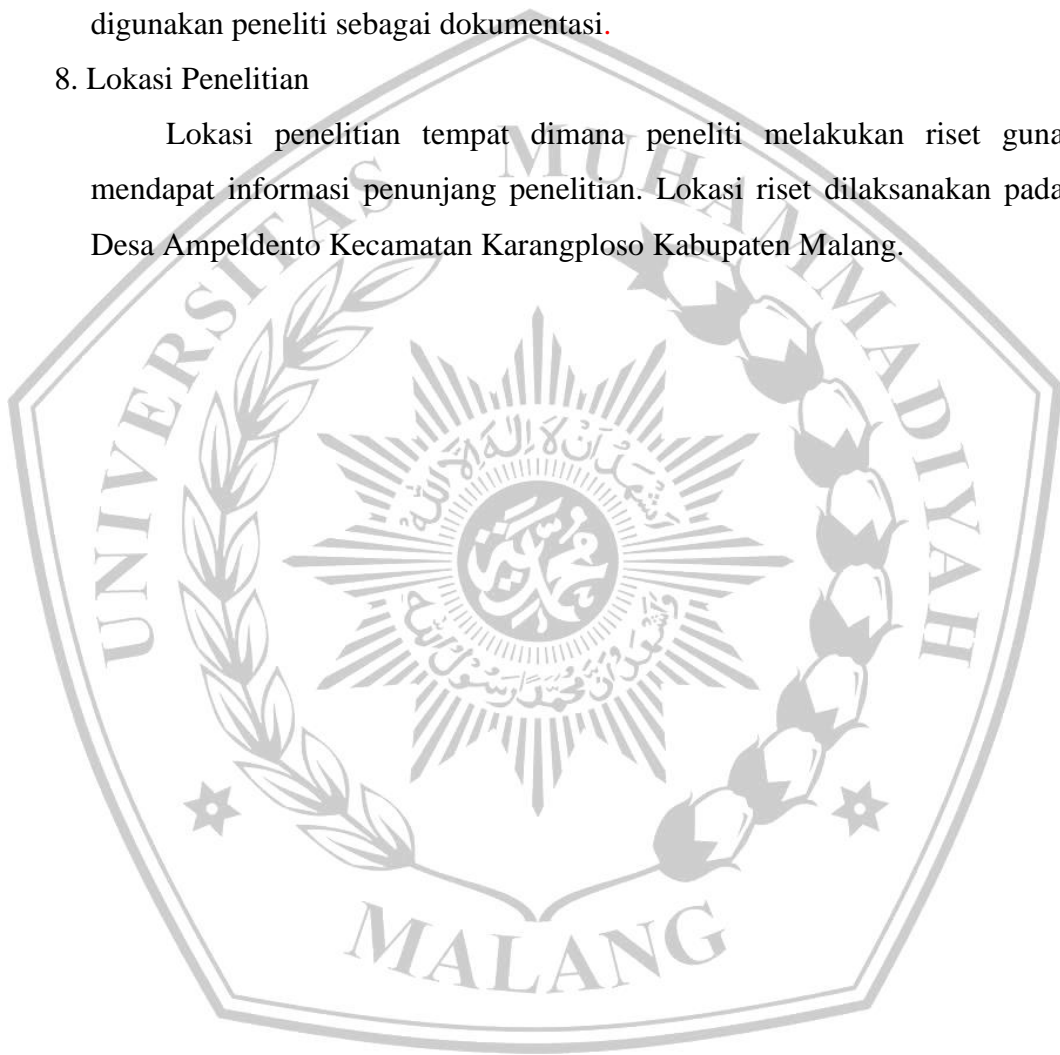 digunakan peneliti sebagai dokumentasi.
8. Lokasi Penelitian
Lokasi penelitian tempat dimana peneliti melakukan riset guna
mendapat informasi penunjang penelitian. Lokasi riset dilaksanakan pada
Desa Ampeldento Kecamatan Karangploso Kabupaten Malang.
UNIVERSITAS MUHAMMADIYAH
MALANG